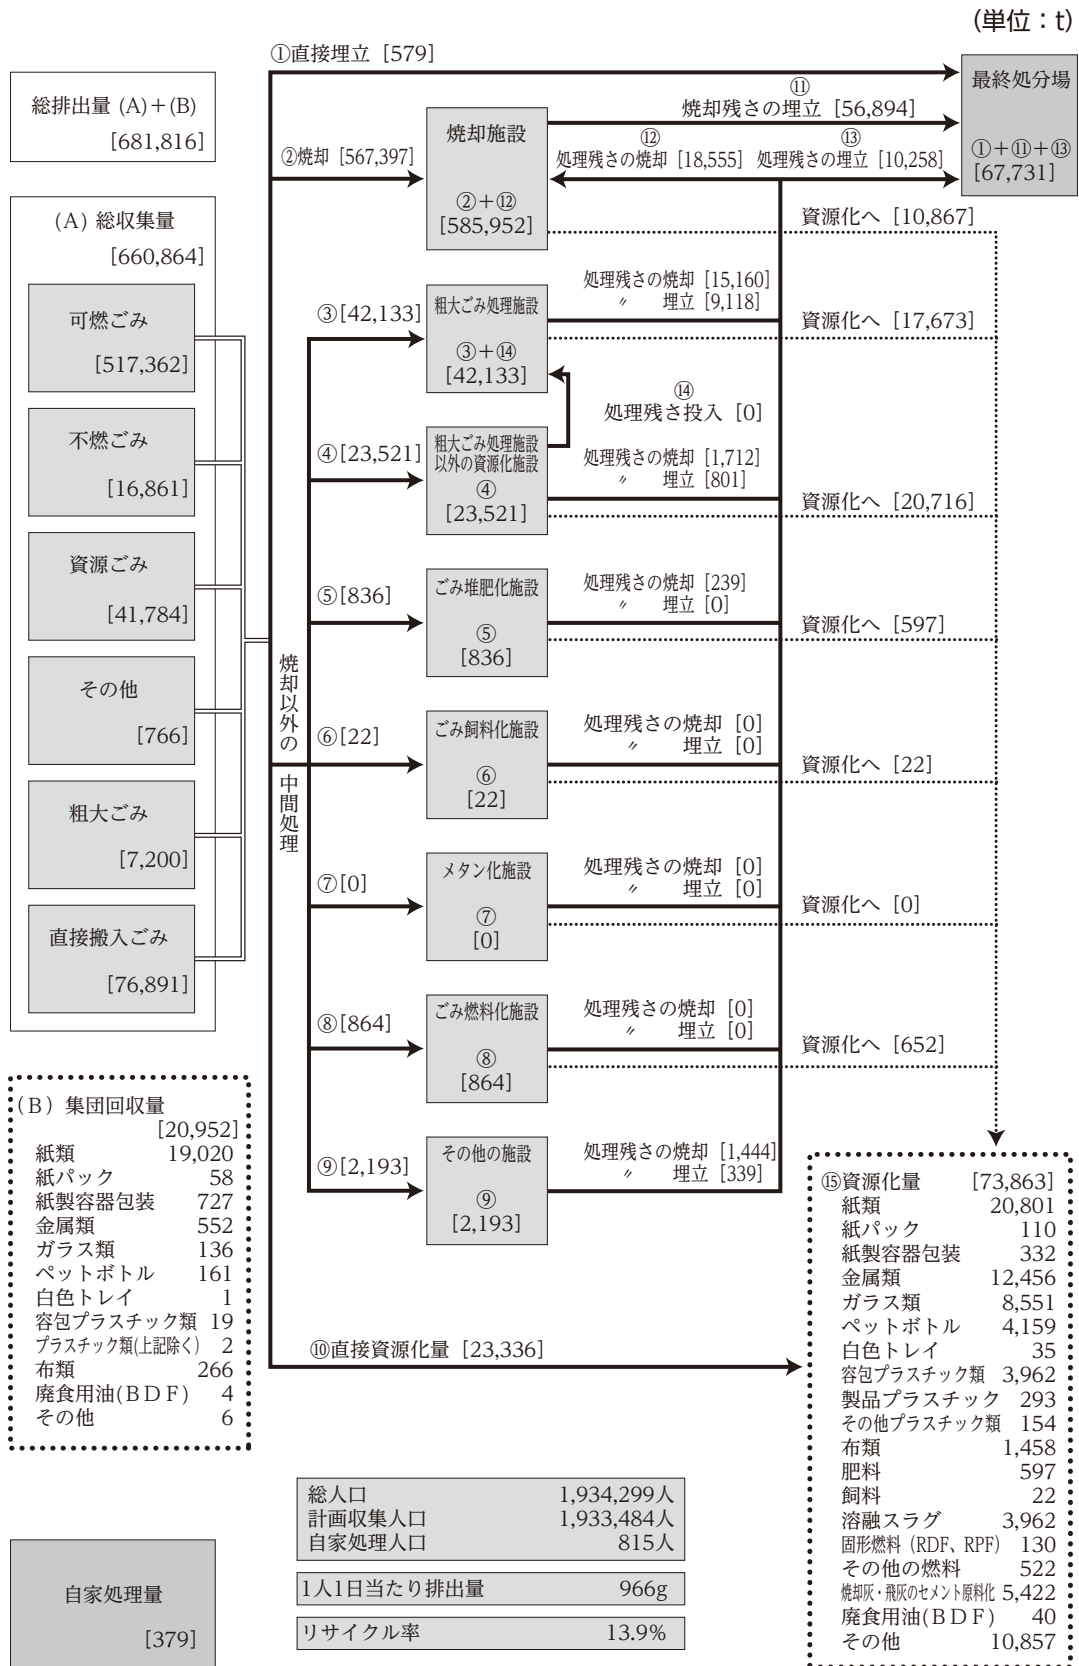 (単位：t)
①直接埋立 [579]
総排出量 (A)＋(B)
[681,816]
(A) 総収集量
[660,864]
可燃ごみ
[517,362]
不燃ごみ
[16,861]
資源ごみ
[41,784]
その他
[766]
粗大ごみ
[7,200]
直接搬入ごみ
[76,891]
②焼却 [567,397]
焼却施設
②＋⑫
[585,952]
⑪
焼却残さの埋立 [56,894]
⑫
処理残さの焼却 [18,555]
⑬
処理残さの埋立 [10,258]
最終処分場
①＋⑪＋⑬
[67,731]
資源化へ [10,867]
焼却以外の中間処理
③[42,133]
粗大ごみ処理施設
③＋⑭
[42,133]
処理残さの焼却 [15,160]
〃 埋立 [9,118]
資源化へ [17,673]
⑭
処理残さ投入 [0]
④[23,521]
粗大ごみ処理施設
以外の資源化施設
④
[23,521]
処理残さの焼却 [1,712]
〃 埋立 [801]
資源化へ [20,716]
⑤[836]
ごみ堆肥化施設
⑤
[836]
処理残さの焼却 [239]
〃 埋立 [0]
資源化へ [597]
⑥[22]
ごみ飼料化施設
⑥
[22]
処理残さの焼却 [0]
〃 埋立 [0]
資源化へ [22]
⑦[0]
メタン化施設
⑦
[0]
処理残さの焼却 [0]
〃 埋立 [0]
資源化へ [0]
⑧[864]
ごみ燃料化施設
⑧
[864]
処理残さの焼却 [0]
〃 埋立 [0]
資源化へ [652]
⑨[2,193]
その他の施設
⑨
[2,193]
処理残さの焼却 [1,444]
〃 埋立 [339]
⑩直接資源化量 [23,336]
(B) 集団回収量
[20,952]
紙類 19,020
紙パック 58
紙製容器包装 727
金属類 552
ガラス類 136
ペットボトル 161
白色トレイ 1
容包プラスチック類 19
プラスチック類(上記除く) 2
布類 266
廃食用油(BDF) 4
その他 6
⑮資源化量 [73,863]
紙類 20,801
紙パック 110
紙製容器包装 332
金属類 12,456
ガラス類 8,551
ペットボトル 4,159
白色トレイ 35
容包プラスチック類 3,962
製品プラスチック 293
その他プラスチック類 154
布類 1,458
肥料 597
飼料 22
溶融スラグ 3,962
固形燃料 (RDF、RPF) 130
その他の燃料 522
焼却灰・飛灰のセメント原料化 5,422
廃食用油(BDF) 40
その他 10,857
総人口 1,934,299人
計画収集人口 1,933,484人
自家処理人口 815人
1人1日当たり排出量 966g
リサイクル率 13.9%
自家処理量
[379]